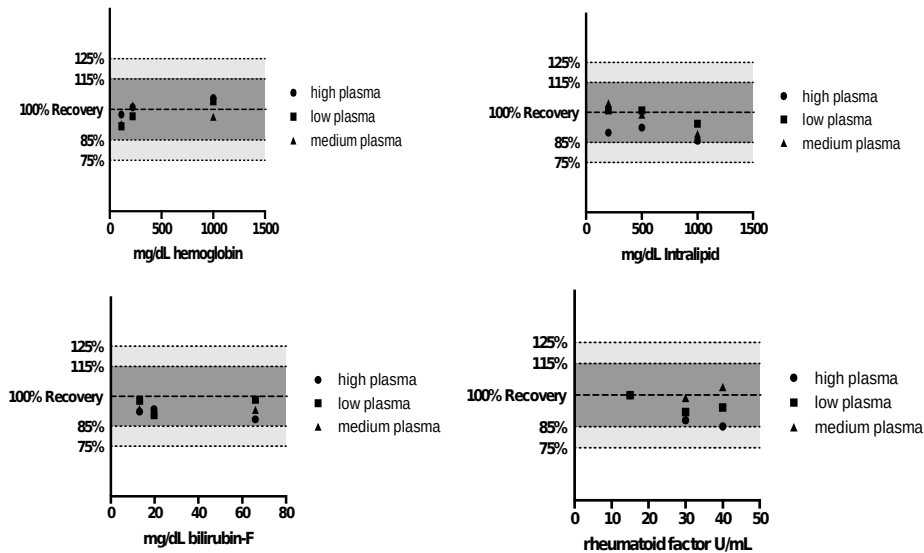 125%
115%
100% Recovery
85%
75%
0 500 1000 1500
mg/dL hemoglobin
high plasma
low plasma
medium plasma
125%
115%
100% Recovery
85%
75%
0 500 1000 1500
mg/dL Intralipid
high plasma
low plasma
medium plasma
125%
115%
100% Recovery
85%
75%
0 20 40 60 80
mg/dL bilirubin-F
high plasma
low plasma
medium plasma
125%
115%
100% Recovery
85%
75%
0 10 20 30 40 50
rheumatoid factor U/mL
high plasma
low plasma
medium plasma